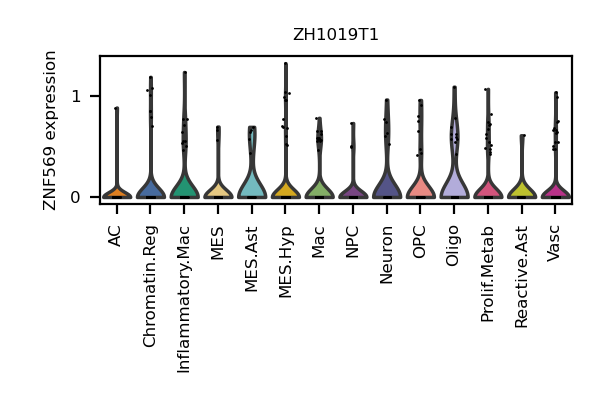 ZH1019T1
ZNF569 expression
1
0
AC
Chromatin.Reg
Inflammatory.Mac
MES
MES.Ast
MES.Hyp
Mac
NPC
Neuron
OPC
Oligo
Prolif.Metab
Reactive.Ast
Vasc